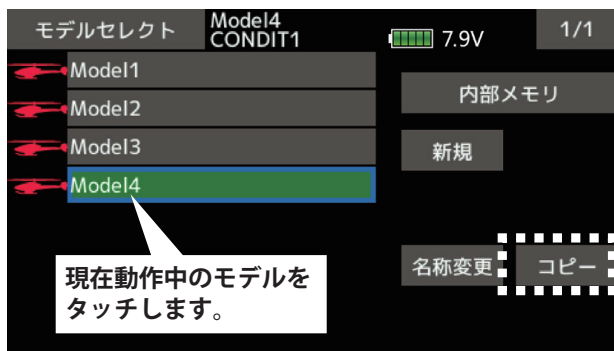 モデルセレクト
Model4
CONDIT1
7.9V
1/1
Model1
Model2
Model3
Model4
内部メモリ
新規
名称変更
コピー
現在動作中のモデルを
タッチします。